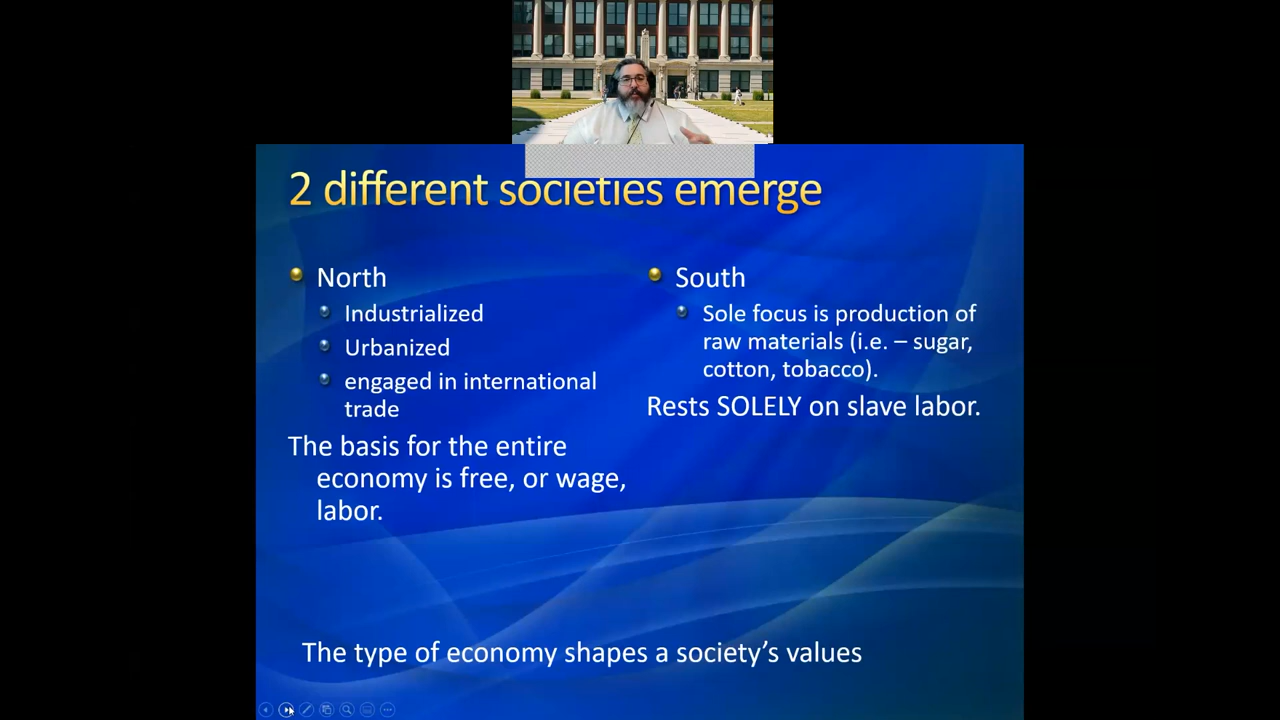 2 different societies emerge
North
Industrialized
Urbanized
engaged in international
trade
The basis for the entire
economy is free, or wage,
labor.
South
Sole focus is production of
raw materials (i.e. – sugar,
cotton, tobacco).
Rests SOLELY on slave labor.
The type of economy shapes a society’s values